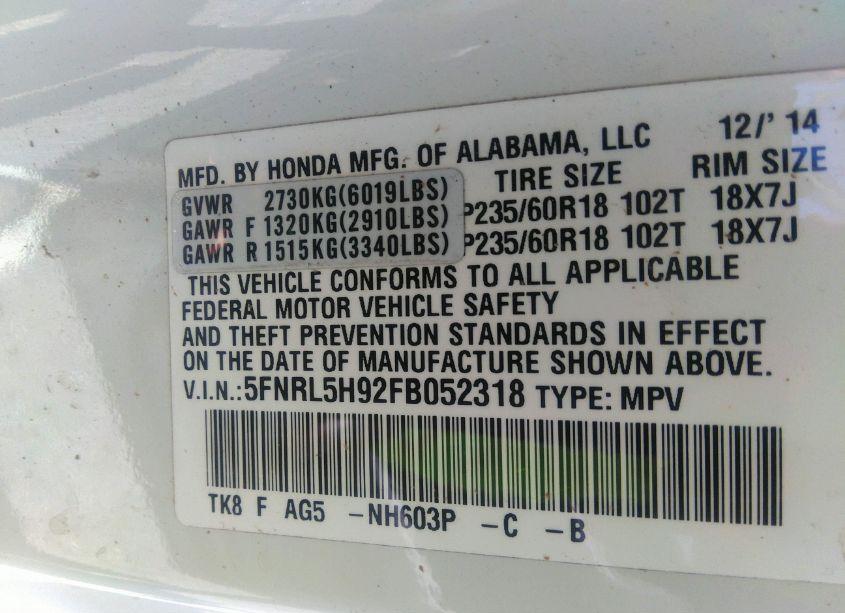 MFD. BY HONDA MFG. OF ALABAMA, LLC 12/' 14
GVWR 2730KG(6019LBS) TIRE SIZE RIM SIZE
GAWR F 1320KG(2910LBS) P235/60R18 102T 18X7J
GAWR R 1515KG(3340LBS) P235/60R18 102T 18X7J
THIS VEHICLE CONFORMS TO ALL APPLICABLE
FEDERAL MOTOR VEHICLE SAFETY
AND THEFT PREVENTION STANDARDS IN EFFECT
ON THE DATE OF MANUFACTURE SHOWN ABOVE.
V.I.N.:5FNRL5H92FB052318 TYPE: MPV
TK8 F AG5 -NH603P -C -B